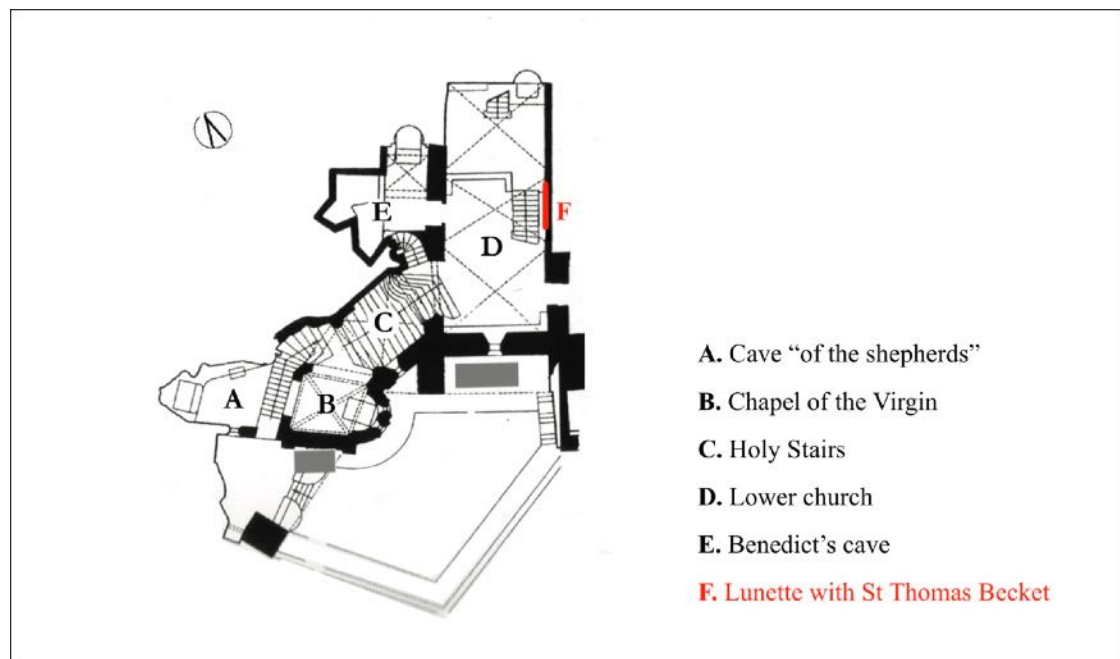 E
F
D
C
A
B
A. Cave “of the shepherds”
B. Chapel of the Virgin
C. Holy Stairs
D. Lower church
E. Benedict’s cave
F. Lunette with St Thomas Becket